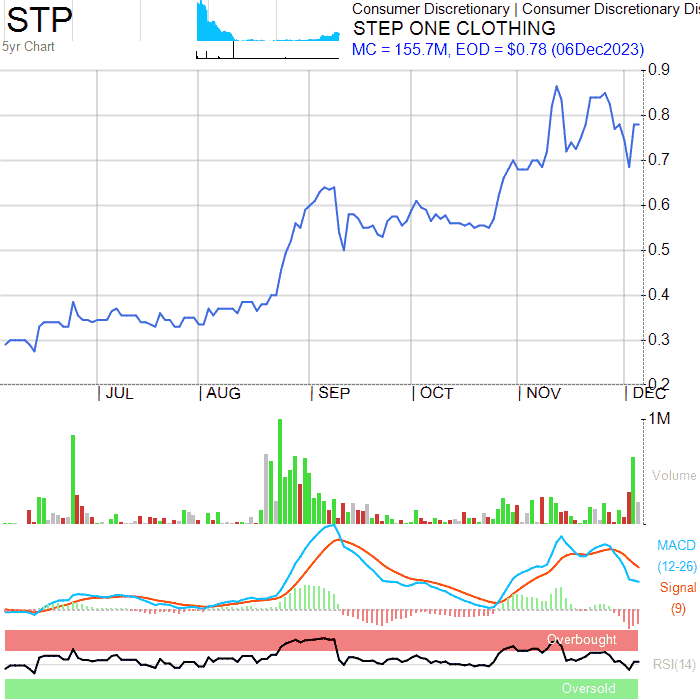 STP
5yr Chart
Consumer Discretionary | Consumer Discretionary Dis
STEP ONE CLOTHING
MC = 155.7M, EOD = $0.78 (06Dec2023)
0.9
0.8
0.7
0.6
0.5
0.4
0.3
0.2
JUL
AUG
SEP
OCT
NOV
DEC
1M
Volume
MACD
(12-26)
Signal
(9)
Overbought
RSI(14)
Oversold